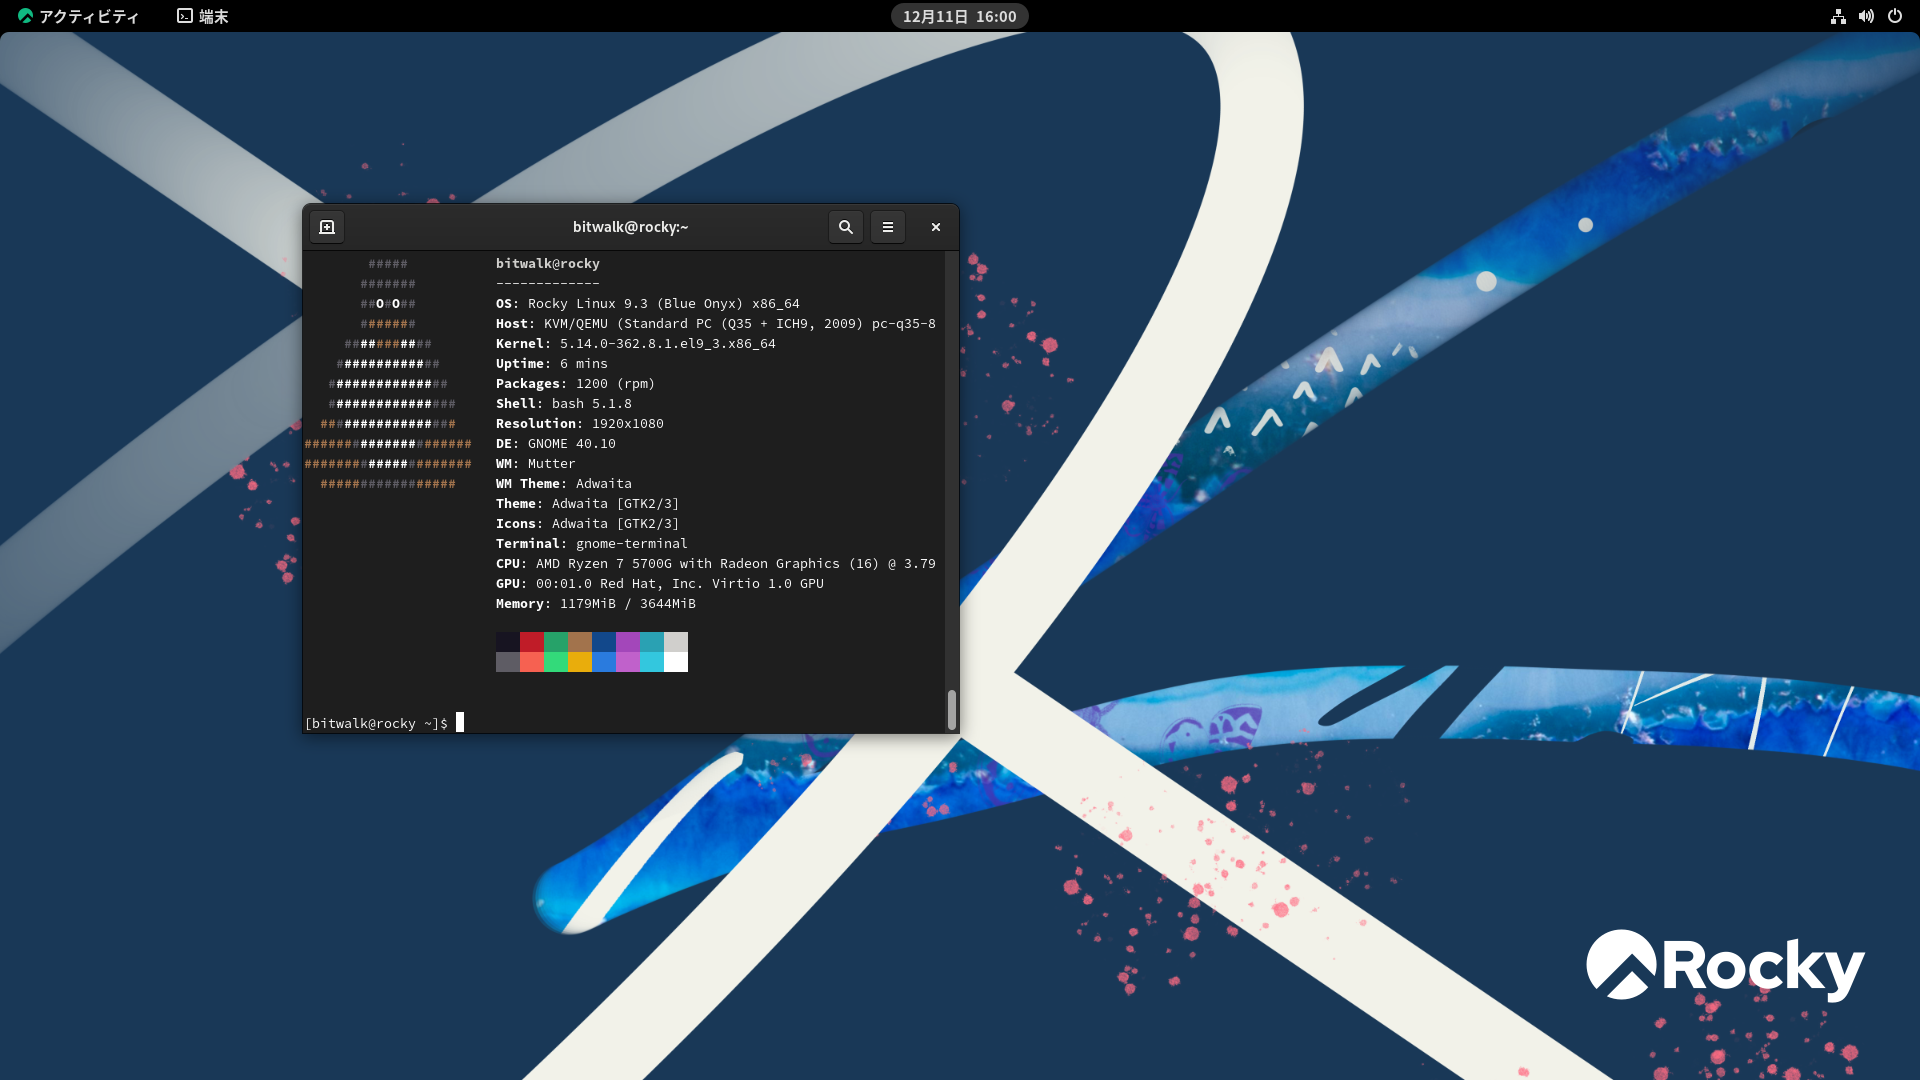 アクティビティ 端末 12月11日 16:00
bitwalk@rocky:~
##### bitwalk@rocky
####### -------------
##O#O## OS: Rocky Linux 9.3 (Blue Onyx) x86_64
####### Host: KVM/QEMU (Standard PC (Q35 + ICH9, 2009) pc-q35-8
########### Kernel: 5.14.0-362.8.1.el9_3.x86_64
############# Uptime: 6 mins
############### Packages: 1200 (rpm)
################ Shell: bash 5.1.8
################# Resolution: 1920x1080
##################### DE: GNOME 40.10
##################### WM: Mutter
################# WM Theme: Adwaita
Theme: Adwaita [GTK2/3]
Icons: Adwaita [GTK2/3]
Terminal: gnome-terminal
CPU: AMD Ryzen 7 5700G with Radeon Graphics (16) @ 3.79
GPU: 00:01.0 Red Hat, Inc. Virtio 1.0 GPU
Memory: 1179MiB / 3644MiB
[bitwalk@rocky ~]$
Rocky